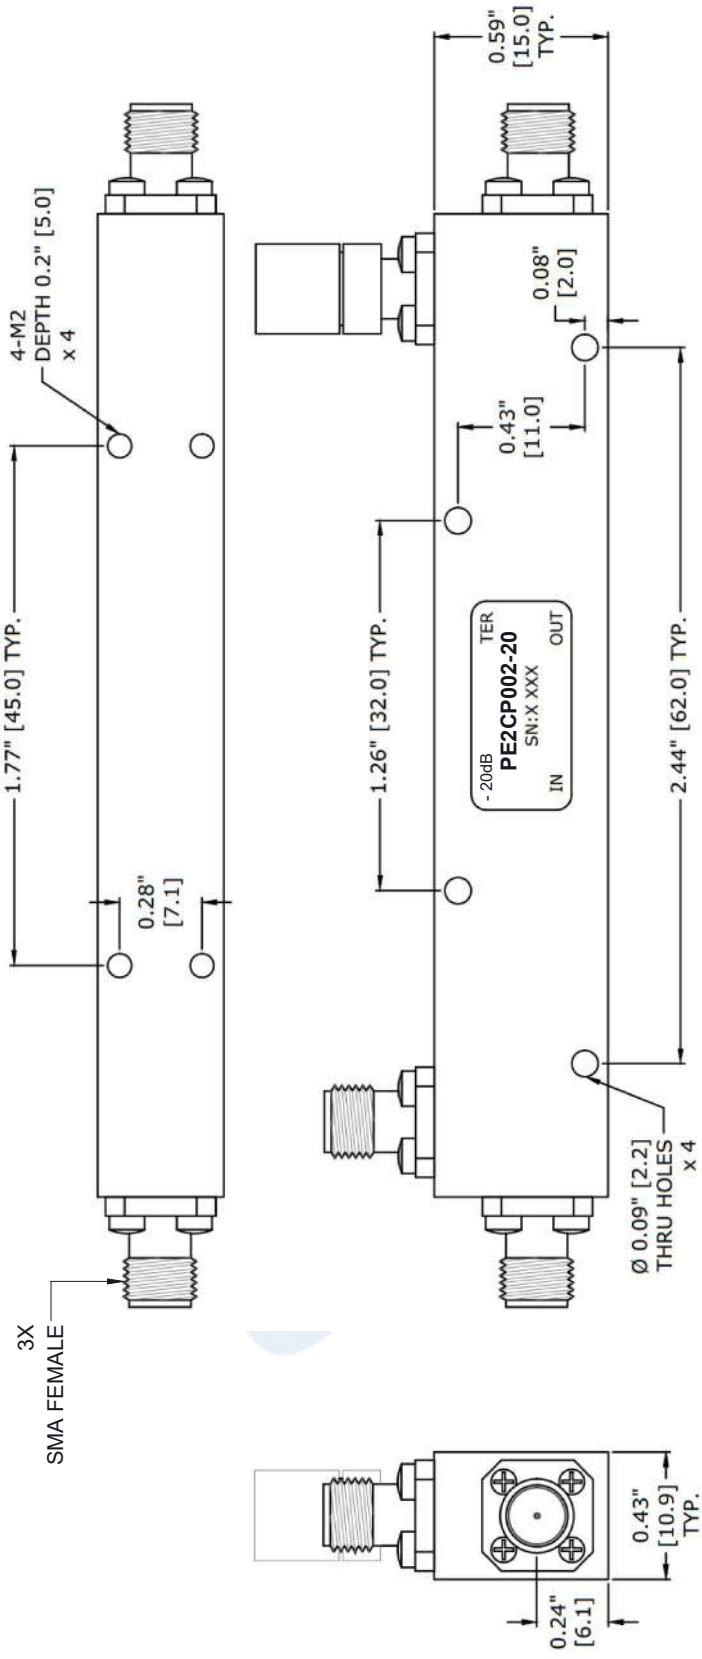 3X
SMA FEMALE
1.77" [45.0] TYP.
4-M2
DEPTH 0.2" [5.0]
x 4
0.28"
[7.1]
1.26" [32.0] TYP.
0.43"
[11.0]
0.08"
[2.0]
0.59"
[15.0]
TYP.
- 20dB TER
PE2CP002-20
SN:X XXX
IN OUT
2.44" [62.0] TYP.
Ø 0.09" [2.2]
THRU HOLES
x 4
0.24"
[6.1]
0.43"
[10.9]
TYP.